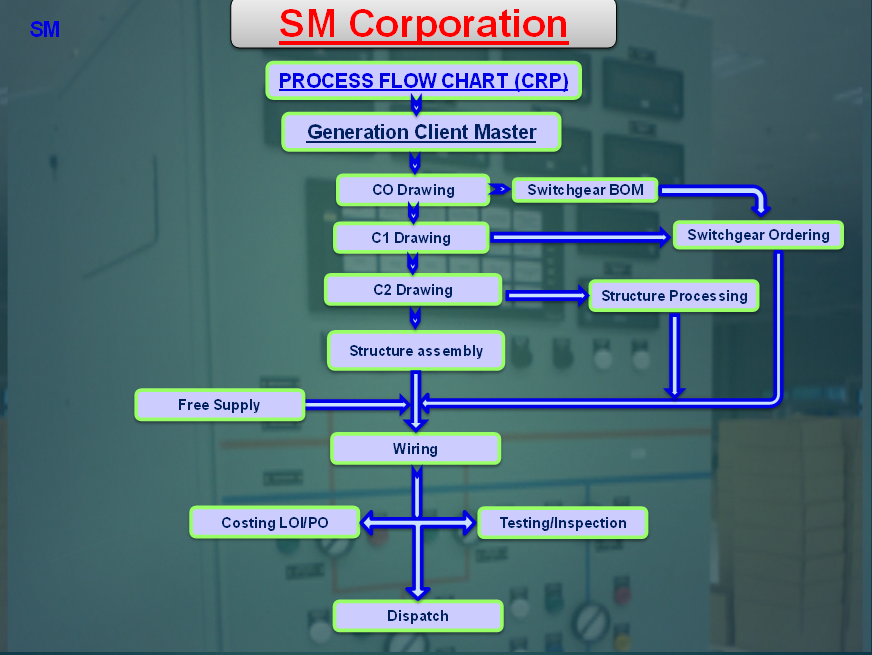 SM
SM Corporation
PROCESS FLOW CHART (CRP)
Generation Client Master
CO Drawing
Switchgear BOM
C1 Drawing
Switchgear Ordering
C2 Drawing
Structure Processing
Structure assembly
Free Supply
Wiring
Costing LOI/PO
Testing/Inspection
Dispatch